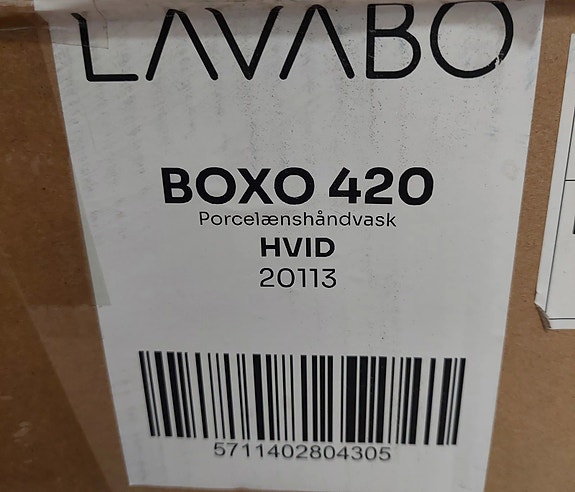 LAVABO
BOXO 420
Porcelænshåndvask
HVID
20113
5711402804305